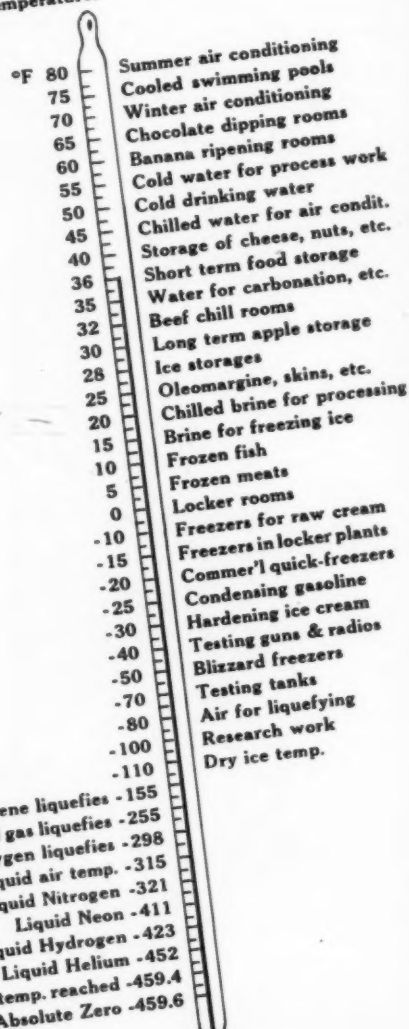 °F 80 Summer air conditioning
75 Cooled swimming pools
70 Winter air conditioning
65 Chocolate dipping rooms
60 Banana ripening rooms
55 Cold water for process work
50 Cold drinking water
45 Chilled water for air condit.
40 Storage of cheese, nuts, etc.
36 Short term food storage
35 Water for carbonation, etc.
32 Beef chill rooms
30 Long term apple storage
28 Ice storages
25 Oleomargine, skins, etc.
20 Chilled brine for processing
15 Brine for freezing ice
10 Frozen fish
5 Frozen meats
0 Locker rooms
-10 Freezers for raw cream
-15 Freezers in locker plants
-20 Commer'l quick-freezers
-25 Condensing gasoline
-30 Hardening ice cream
-40 Testing guns & radios
-50 Blizzard freezers
-70 Testing tanks
-80 Air for liquefying
-100 Research work
-110 Dry ice temp.
liquefies -155
gas liquefies -255
liquefies -298
air temp. -315
Nitrogen -321
Liquid Neon -411
Hydrogen -423
Liquid Helium -452
temp. reached -459.4
Absolute Zero -459.6